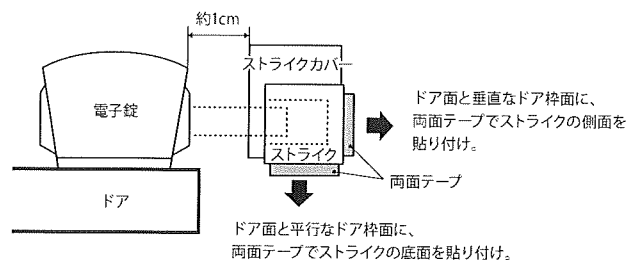 約1cm
ストライクカバー
電子錠
ストライク
ドア
ドア面と垂直なドア枠面に、
両面テープでストライクの側面を
貼り付け。
両面テープ
ドア面と平行なドア枠面に、
両面テープでストライクの底面を貼り付け。